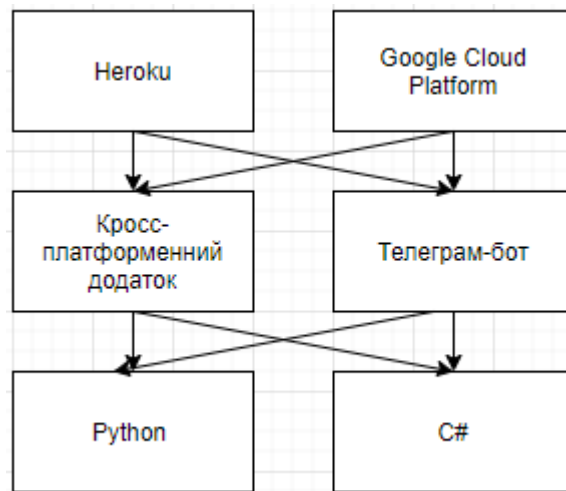 Heroku
Google Cloud
Platform
Кросс-
платформенний
додаток
Телеграм-бот
Python
C#